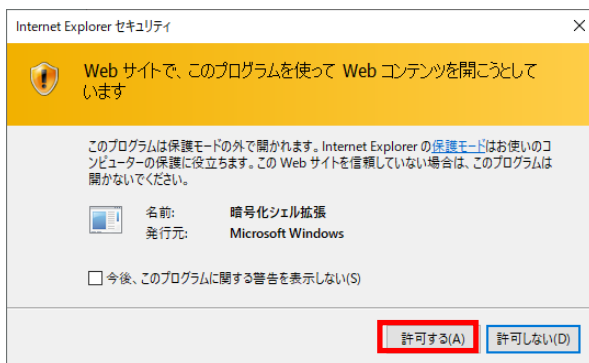 Internet Explorer セキュリティ
Web サイトで、このプログラムを使って Web コンテンツを開こうとして
います
このプログラムは保護モードの外で開かれます。Internet Explorer の保護モードはお使いのコ
ンピューターの保護に役立ちます。この Web サイトを信頼していない場合は、このプログラムは
開かないでください。
名前: 暗号化シェル拡張
発行元: Microsoft Windows
今後、このプログラムに関する警告を表示しない(S)
許可する(A) 許可しない(D)